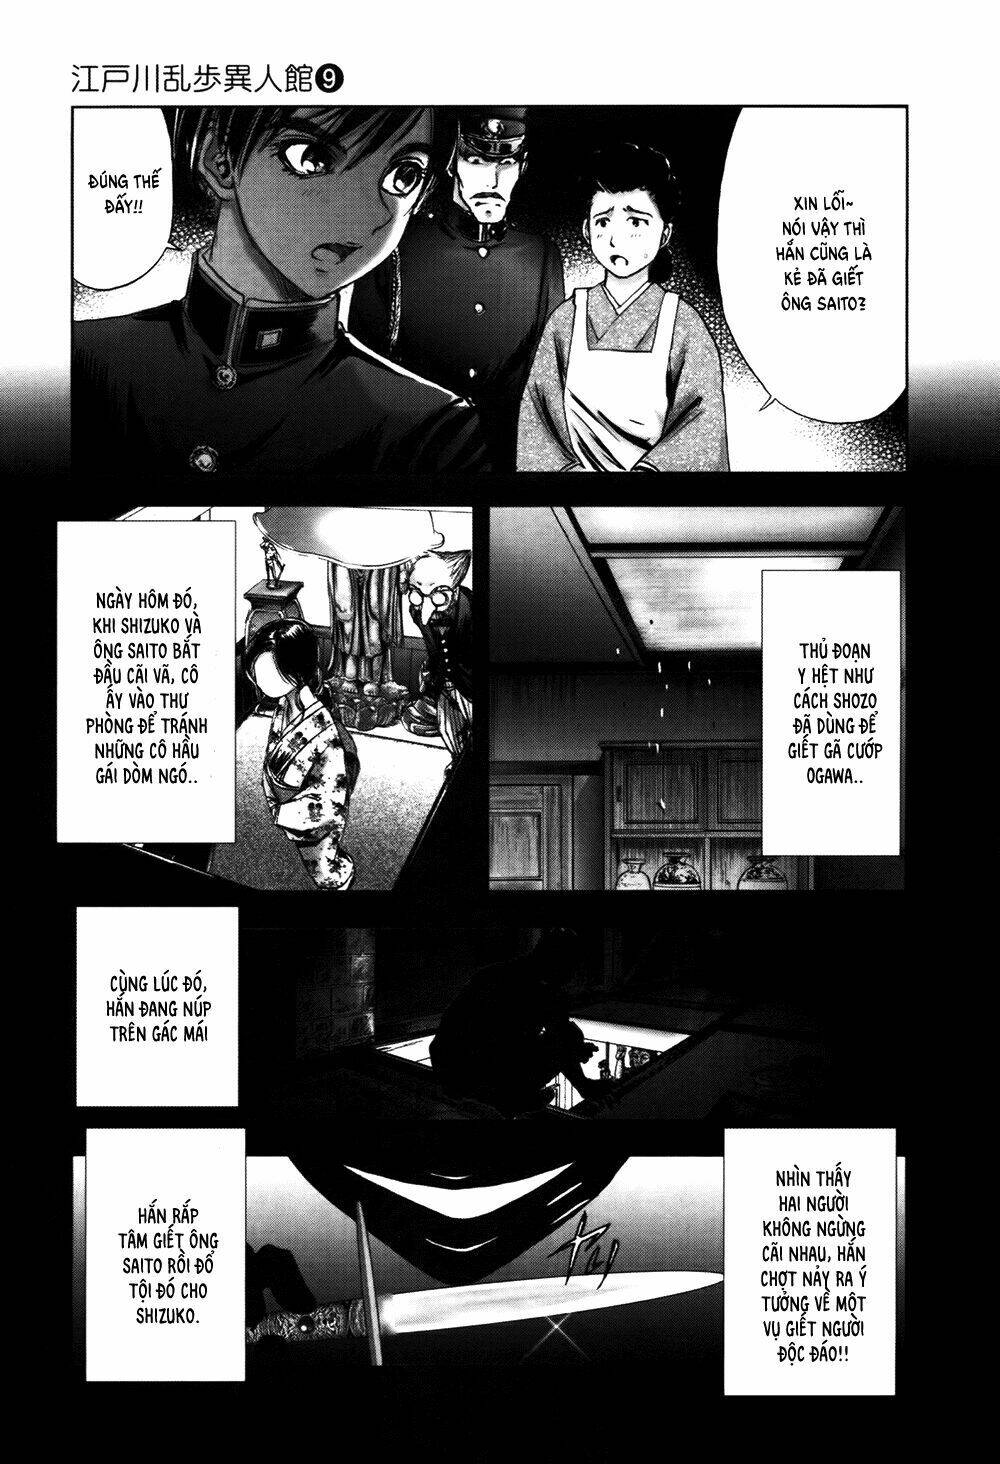 江戸川乱歩異人館❾
XIN LỖI~
NÓI VẬY THÌ
HẮN CŨNG LÀ
KẺ ĐÃ GIẾT
ÔNG SAITO?
ĐÚNG THẾ
ĐẤY!!
THỦ ĐOẠN
Y HỆT NHƯ
CÁCH SHOZO
ĐÃ DÙNG ĐỂ
GIẾT GÃ CƯỚP
OGAWA..
NGÀY HÔM ĐÓ,
KHI SHIZUKO VÀ
ÔNG SAITO BẮT
ĐẦU CÃI VÃ, CÔ
ẤY VÀO THƯ
PHÒNG ĐỂ TRÁNH
NHỮNG CÔ HẦU
GÁI DÒM NGÓ..
CÙNG LÚC ĐÓ,
HẮN ĐANG NÚP
TRÊN GÁC MÁI
NHÌN THẤY
HAI NGƯỜI
KHÔNG NGỪNG
CÃI NHAU, HẮN
CHỢT NẢY RA Ý
TƯỞNG VỀ MỘT
VỤ GIẾT NGƯỜI
ĐỘC ĐÁO!!
HẮN RẮP
TÂM GIẾT ÔNG
SAITO RỒI ĐỔ
TỘI ĐÓ CHO
SHIZUKO.